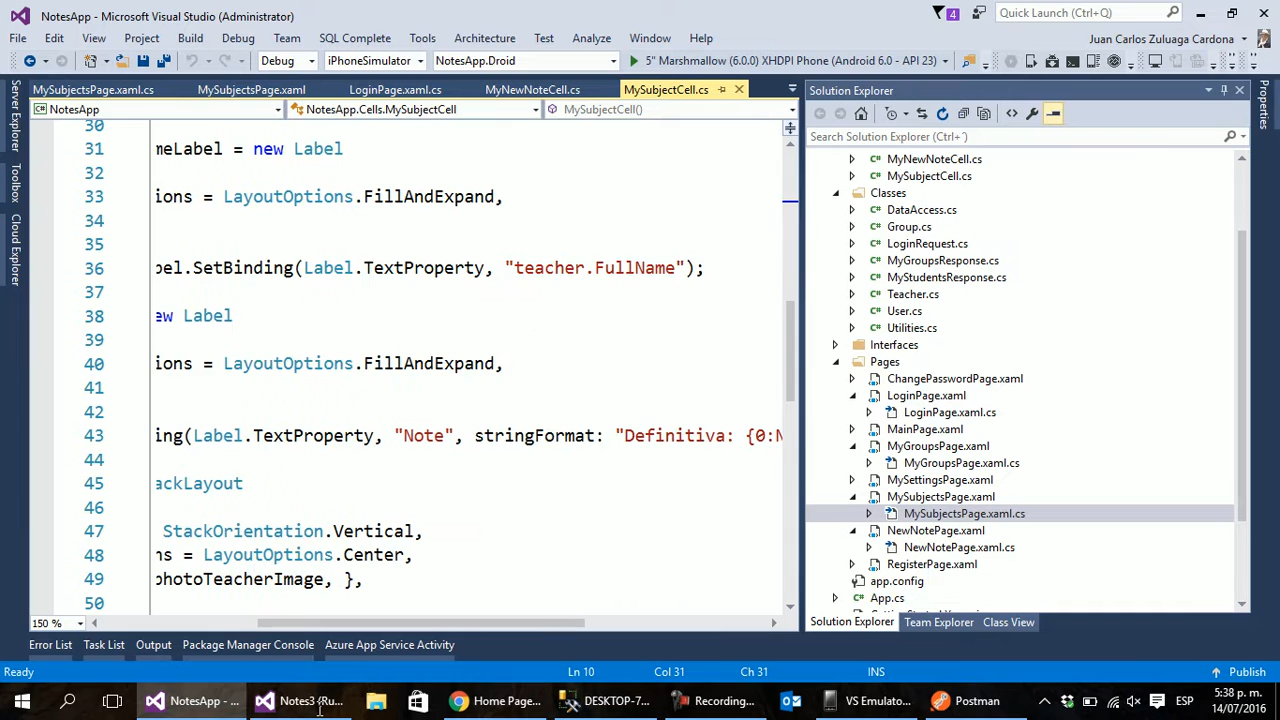 NotesApp - Microsoft Visual Studio (Administrator)
4
Quick Launch (Ctrl+Q)
File Edit View Project Build Debug Team SQL Complete Tools Architecture Test Analyze Window Help
Juan Carlos Zuluaga Cardona
Debug iPhoneSimulator NotesApp.Droid 5" Marshmallow (6.0.0) XHDPI Phone (Android 6.0 - API 23)
MySubjectsPage.xaml.cs MySubjectsPage.xaml LoginPage.xaml.cs MyNewNoteCell.cs MySubjectCell.cs
NotesApp NotesApp.Cells.MySubjectCell MySubjectCell()
Server Explorer
Toolbox
Cloud Explorer
30
31 meLabel = new Label
32
33 ions = LayoutOptions.FillAndExpand,
34
35
36 bel.SetBinding(Label.TextProperty, "teacher.FullName");
37
38 ew Label
39
40 ions = LayoutOptions.FillAndExpand,
41
42
43 ing(Label.TextProperty, "Note", stringFormat: "Definitiva: {0:N
44
45 ackLayout
46
47 StackOrientation.Vertical,
48 ns = LayoutOptions.Center,
49 photoTeacherImage, },
50
150 %
Solution Explorer
Search Solution Explorer (Ctrl+´)
MyNewNoteCell.cs
MySubjectCell.cs
Classes
DataAccess.cs
Group.cs
LoginRequest.cs
MyGroupsResponse.cs
MyStudentsResponse.cs
Teacher.cs
User.cs
Utilities.cs
Interfaces
Pages
ChangePasswordPage.xaml
LoginPage.xaml
LoginPage.xaml.cs
MainPage.xaml
MyGroupsPage.xaml
MyGroupsPage.xaml.cs
MySettingsPage.xaml
MySubjectsPage.xaml
MySubjectsPage.xaml.cs
NewNotePage.xaml
NewNotePage.xaml.cs
RegisterPage.xaml
app.config
App.cs
Solution Explorer Team Explorer Class View
Properties
Error List Task List Output Package Manager Console Azure App Service Activity
Ready Ln 10 Col 31 Ch 31 INS Publish
NotesApp - ... Notes3 (Ru... Home Page... DESKTOP-7... Recording... VS Emulato... Postman ESP
5:38 p. m.
14/07/2016